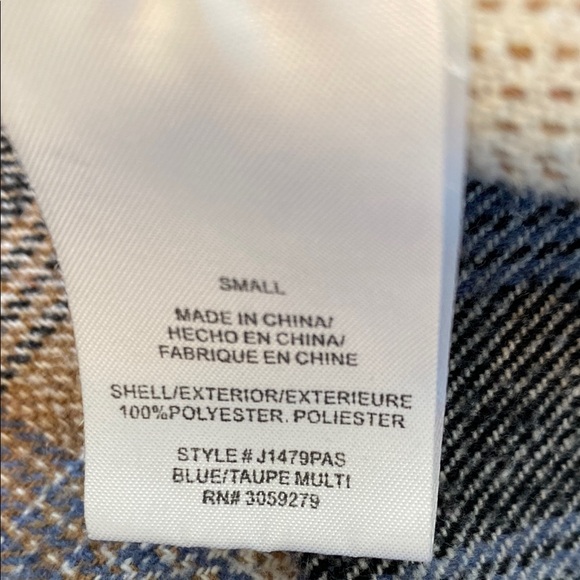 SMALL
MADE IN CHINA/
HECHO EN CHINA/
FABRIQUE EN CHINE
SHELL/EXTERIOR/EXTERIEURE
100%POLYESTER. POLIESTER
STYLE # J1479PAS
BLUE/TAUPE MULTI
RN# 3059279